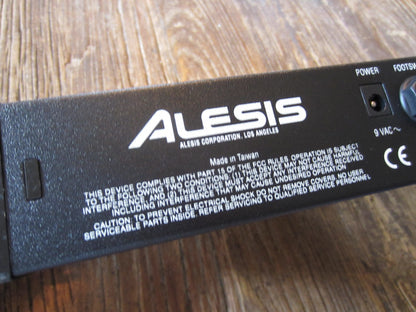 ALESIS
ALESIS CORPORATION, LOS ANGELES
POWER
FOOTSW
9 VAC ~
CE
Made in Taiwan
THIS DEVICE COMPLIES WITH PART 15 OF THE FCC RULES. OPERATION IS SUBJECT
TO THE FOLLOWING TWO CONDITIONS: (1) THIS DEVICE MAY NOT CAUSE HARMFUL
INTERFERENCE, AND (2) THIS DEVICE MUST ACCEPT ANY INTERFERENCE RECEIVED
INCLUDING INTERFERENCE THAT MAY CAUSE UNDESIRED OPERATION
CAUTION: TO PREVENT ELECTRICAL SHOCK DO NOT REMOVE COVERS. NO USER
SERVICEABLE PARTS INSIDE. REFER SERVICING TO QUALIFIED SERVICE PERSONNEL